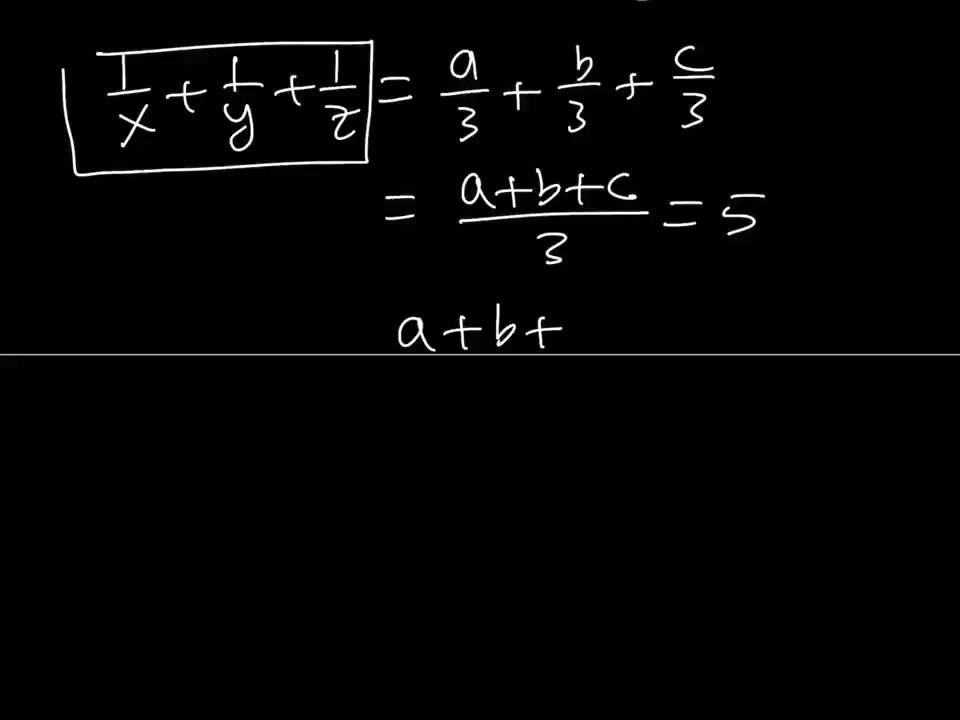 1/x + 1/y + 1/z = a/3 + b/3 + c/3
= a+b+c/3 = 5
a+b+